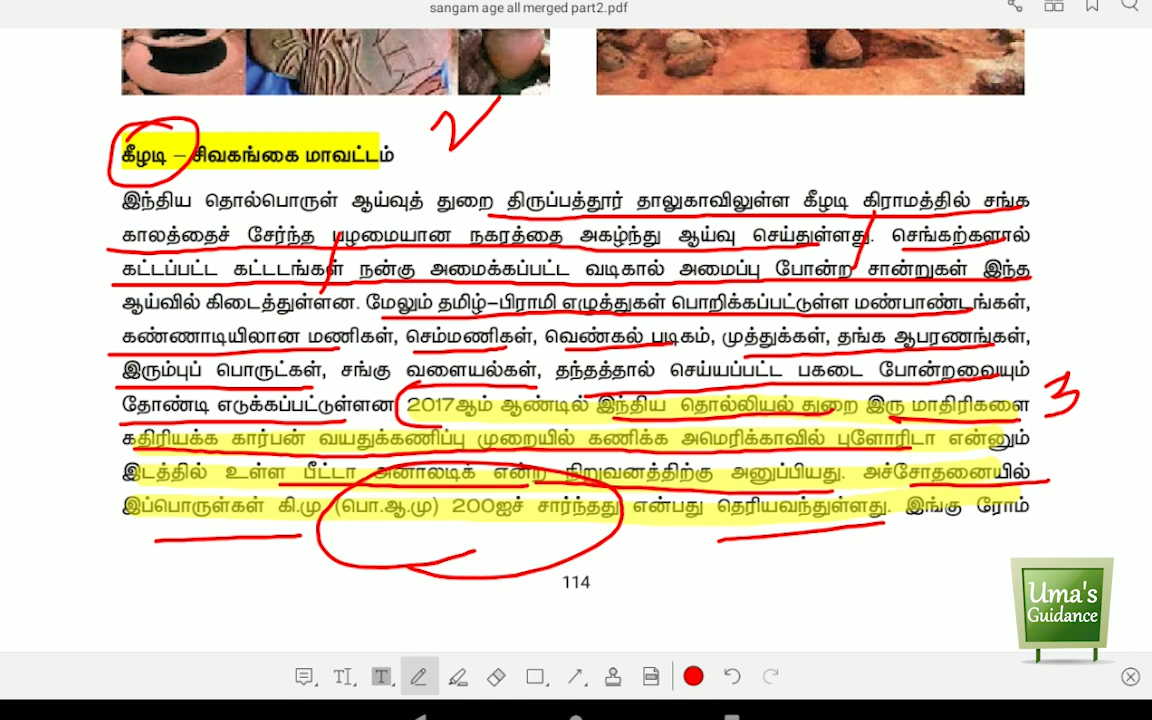 sangam age all merged part2.pdf
2
கீழடி – சிவகங்கை மாவட்டம்
இந்திய தொல்பொருள் ஆய்வுத் துறை திருப்பத்தூர் தாலுகாவிலுள்ள கீழடி கிராமத்தில் சங்க
காலத்தைச் சேர்ந்த பழமையான நகரத்தை அகழ்ந்து ஆய்வு செய்துள்ளது. செங்கற்களால்
கட்டப்பட்ட கட்டடங்கள் நன்கு அமைக்கப்பட்ட வடிகால் அமைப்பு போன்ற சான்றுகள் இந்த
ஆய்வில் கிடைத்துள்ளன. மேலும் தமிழ்–பிராமி எழுத்துகள் பொறிக்கப்பட்டுள்ள மண்பாண்டங்கள்,
கண்ணாடியிலான மணிகள், செம்மணிகள், வெண்கல் படிகம், முத்துக்கள், தங்க ஆபரணங்கள்,
இரும்புப் பொருட்கள், சங்கு வளையல்கள், தந்தத்தால் செய்யப்பட்ட பகடை போன்றவையும்
தோண்டி எடுக்கப்பட்டுள்ளன 2017ஆம் ஆண்டில் இந்திய தொல்லியல் துறை இரு மாதிரிகளை
கதிரியக்க கார்பன் வயதுக்கணிப்பு முறையில் கணிக்க அமெரிக்காவில் புளோரிடா என்னும்
இடத்தில் உள்ள பீட்டா அனாலடிக் என்ற நிறுவனத்திற்கு அனுப்பியது. அச்சோதனையில்
இப்பொருள்கள் கி.மு (பொ.ஆ.மு) 200ஐச் சார்ந்தது என்பது தெரியவந்துள்ளது. இங்கு ரோம்
3
114
Uma's
Guidance